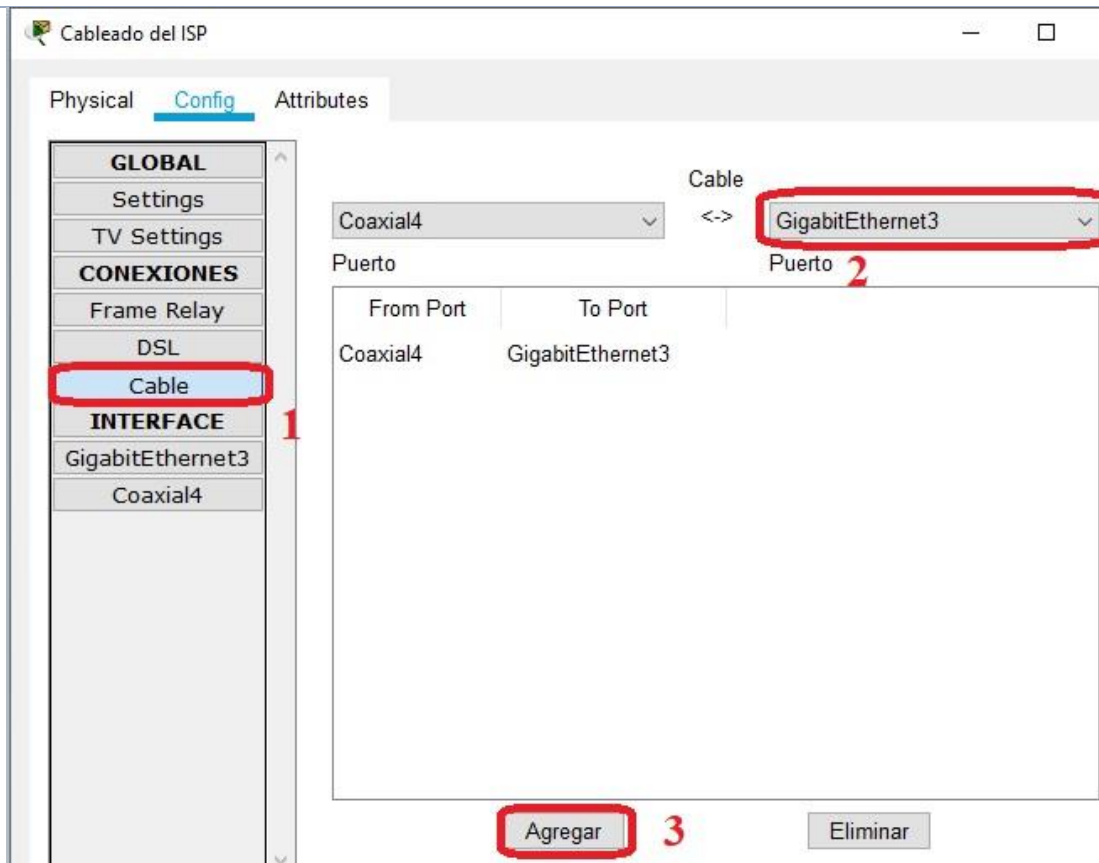 Cableado del ISP
Physical Config Attributes
GLOBAL
Settings
TV Settings
CONEXIONES
Frame Relay
DSL
Cable
1
INTERFACE
GigabitEthernet3
Coaxial4
Cable
Coaxial4 <-> GigabitEthernet3
Puerto Puerto 2
From Port To Port
Coaxial4 GigabitEthernet3
Agregar 3 Eliminar